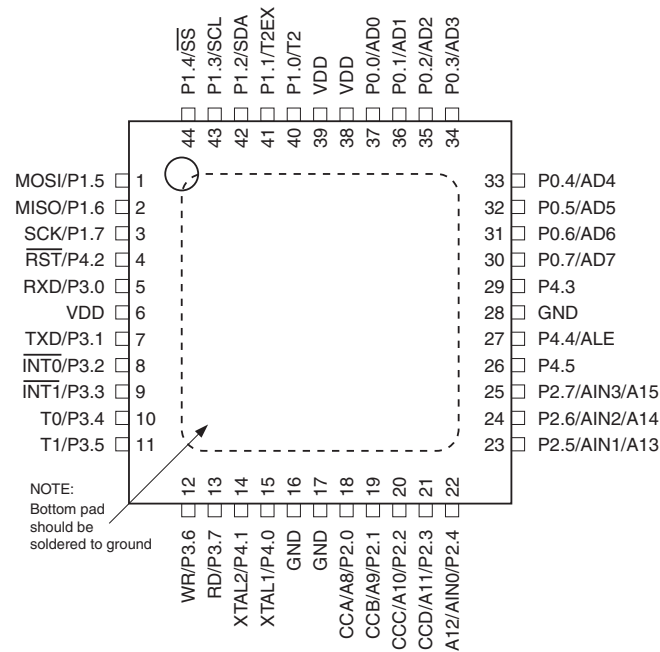 P1.4/SS
P1.3/SCL
P1.2/SDA
P1.1/T2EX
P1.0/T2
VDD
VDD
P0.0/AD0
P0.1/AD1
P0.2/AD2
P0.3/AD3
44
43
42
41
40
39
38
37
36
35
34
MOSI/P1.5 1
MISO/P1.6 2
SCK/P1.7 3
RST/P4.2 4
RXD/P3.0 5
VDD 6
TXD/P3.1 7
INT0/P3.2 8
INT1/P3.3 9
T0/P3.4 10
T1/P3.5 11
33 P0.4/AD4
32 P0.5/AD5
31 P0.6/AD6
30 P0.7/AD7
29 P4.3
28 GND
27 P4.4/ALE
26 P4.5
25 P2.7/AIN3/A15
24 P2.6/AIN2/A14
23 P2.5/AIN1/A13
NOTE:
Bottom pad
should be
soldered to ground
12
13
14
15
16
17
18
19
20
21
22
WR/P3.6
RD/P3.7
XTAL2/P4.1
XTAL1/P4.0
GND
GND
CCA/A8/P2.0
CCB/A9/P2.1
CCC/A10/P2.2
CCD/A11/P2.3
A12/AIN0/P2.4